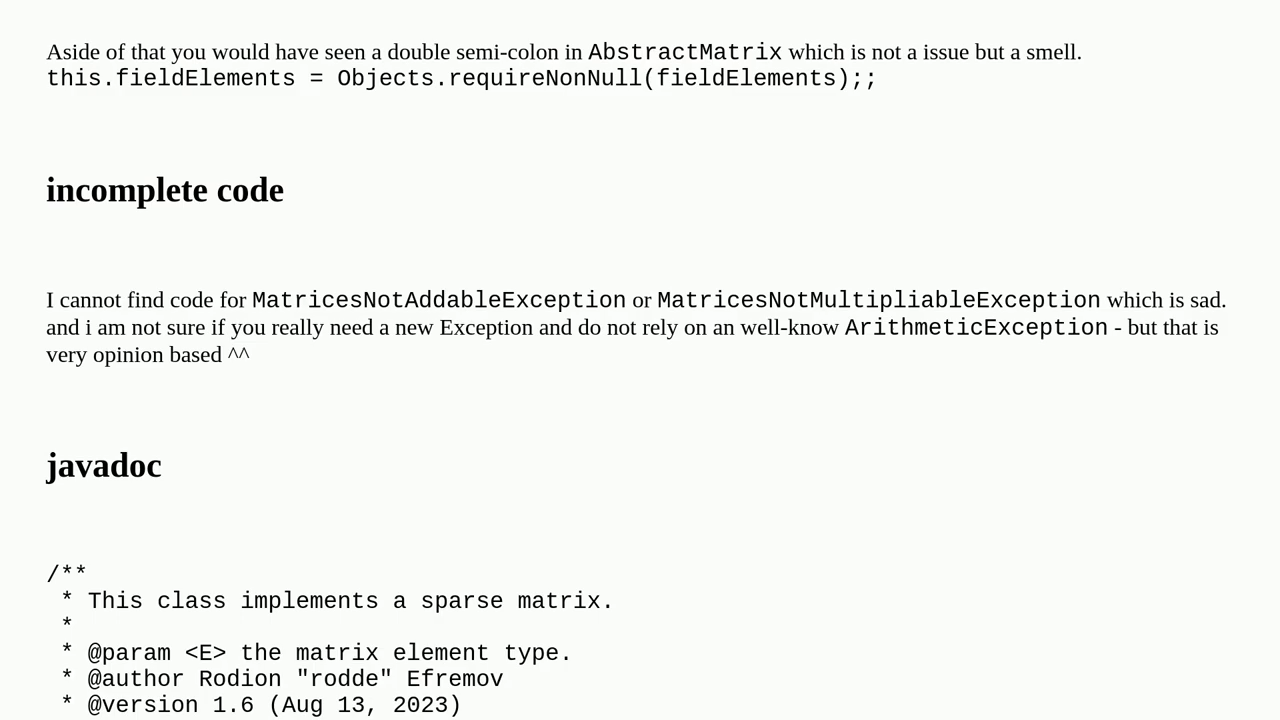 Aside of that you would have seen a double semi-colon in AbstractMatrix which is not a issue but a smell.
this.fieldElements = Objects.requireNonNull(fieldElements);;
incomplete code
I cannot find code for MatricesNotAddableException or MatricesNotMultipliableException which is sad.
and i am not sure if you really need a new Exception and do not rely on an well-know ArithmeticException - but that is
very opinion based ^^
javadoc
/**
 * This class implements a sparse matrix.
 *
 * @param <E> the matrix element type.
 * @author Rodion "rodde" Efremov
 * @version 1.6 (Aug 13, 2023)